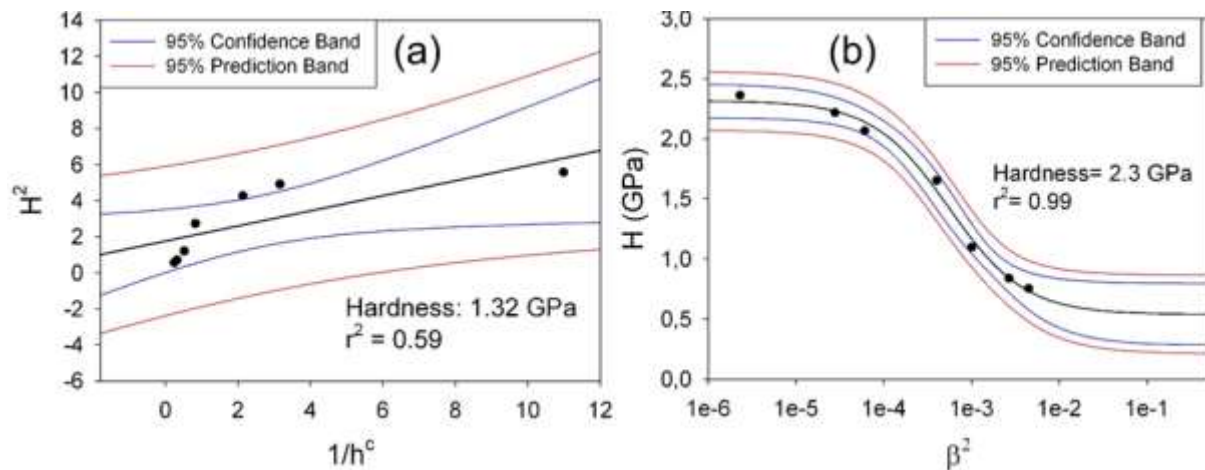 14
12
10
8
6
4
2
0
-2
-4
-6
H²
95% Confidence Band
95% Prediction Band
(a)
Hardness: 1.32 GPa
r² = 0.59
0 2 4 6 8 10 12
1/hᶜ
3,0
2,5
2,0
1,5
1,0
0,5
0,0
H (GPa)
(b)
95% Confidence Band
95% Prediction Band
Hardness= 2.3 GPa
r²= 0.99
1e-6 1e-5 1e-4 1e-3 1e-2 1e-1
β²